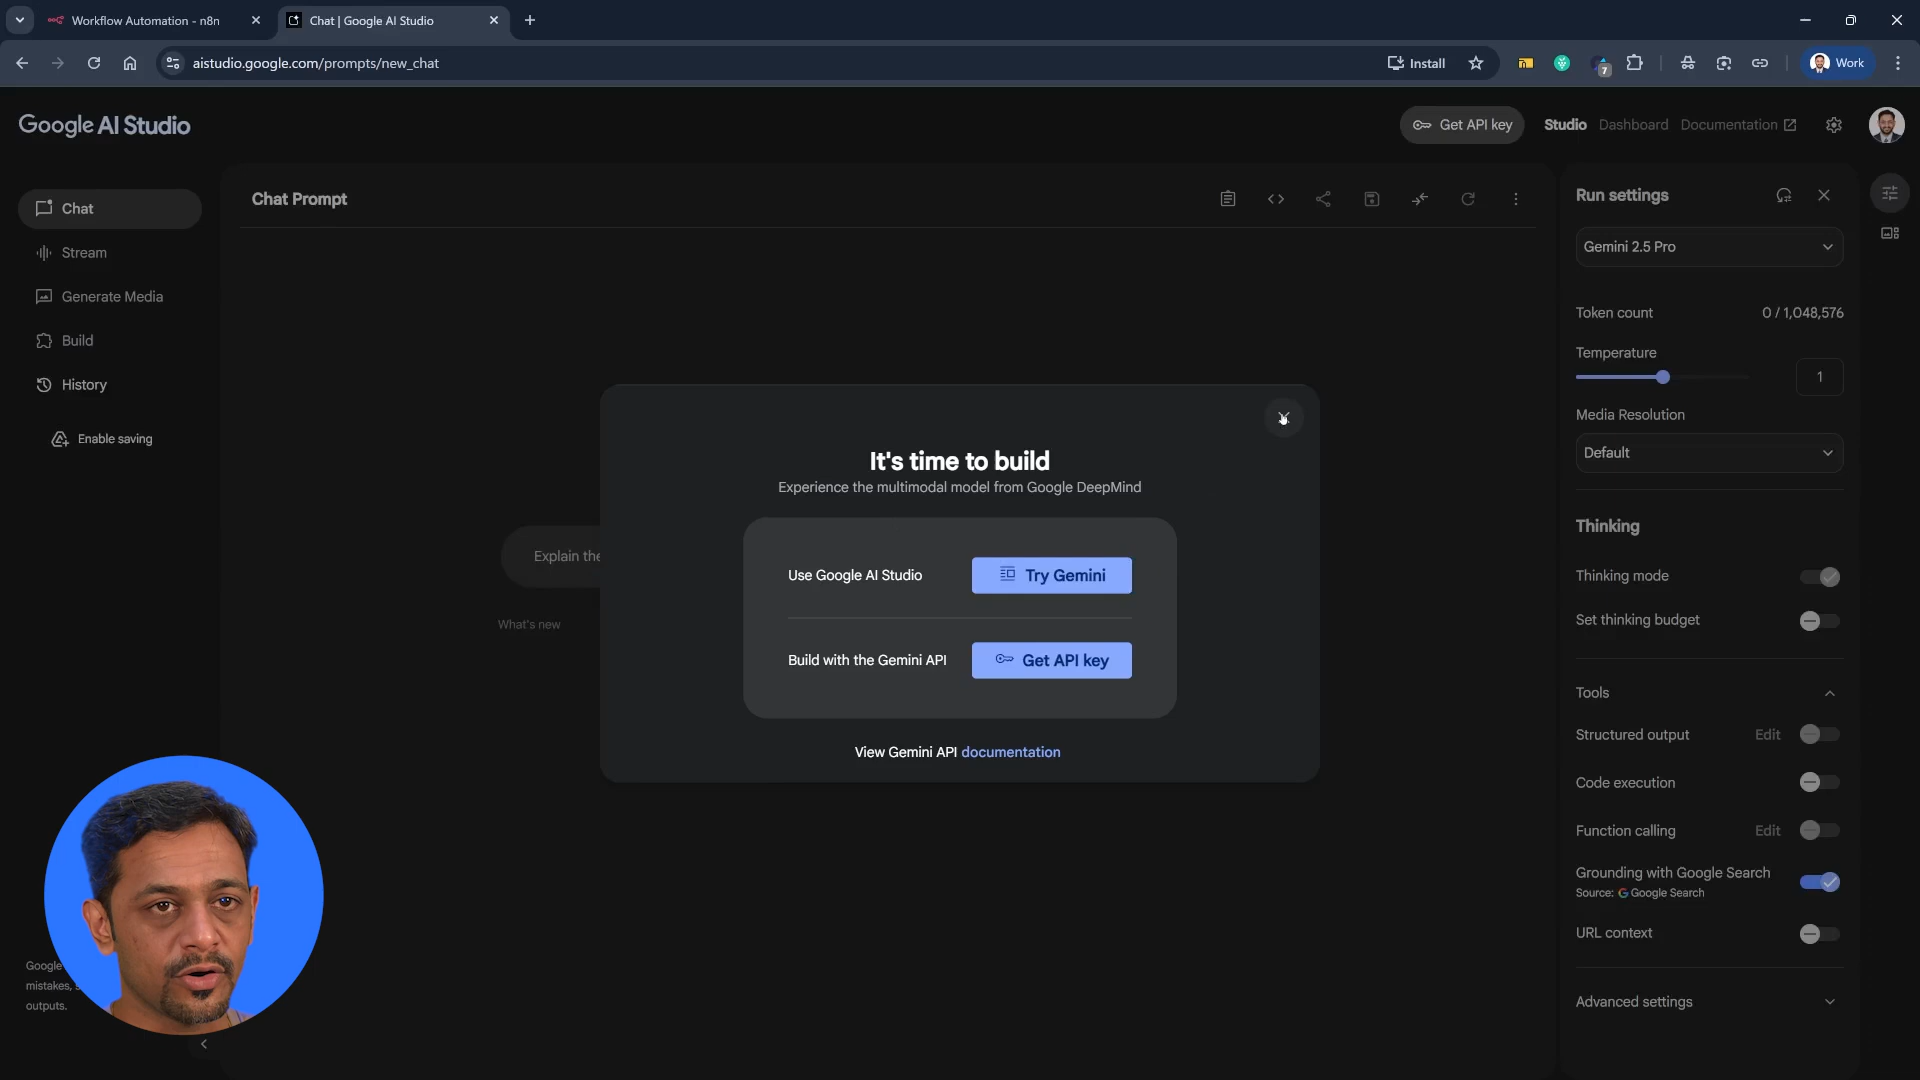 Workflow Automation - n8n
Chat | Google AI Studio
aistudio.google.com/prompts/new_chat
Install
7
Work
Google AI Studio
Get API key
Studio
Dashboard
Documentation
Chat
Stream
Generate Media
Build
History
Enable saving
Chat Prompt
Explain the
What's new
It's time to build
Experience the multimodal model from Google DeepMind
Use Google AI Studio
Try Gemini
Build with the Gemini API
Get API key
View Gemini API documentation
Run settings
Gemini 2.5 Pro
Token count
0 / 1,048,576
Temperature
1
Media Resolution
Default
Thinking
Thinking mode
Set thinking budget
Tools
Structured output
Edit
Code execution
Function calling
Edit
Grounding with Google Search
Source: Google Search
URL context
Advanced settings
Google
mistakes,
outputs.